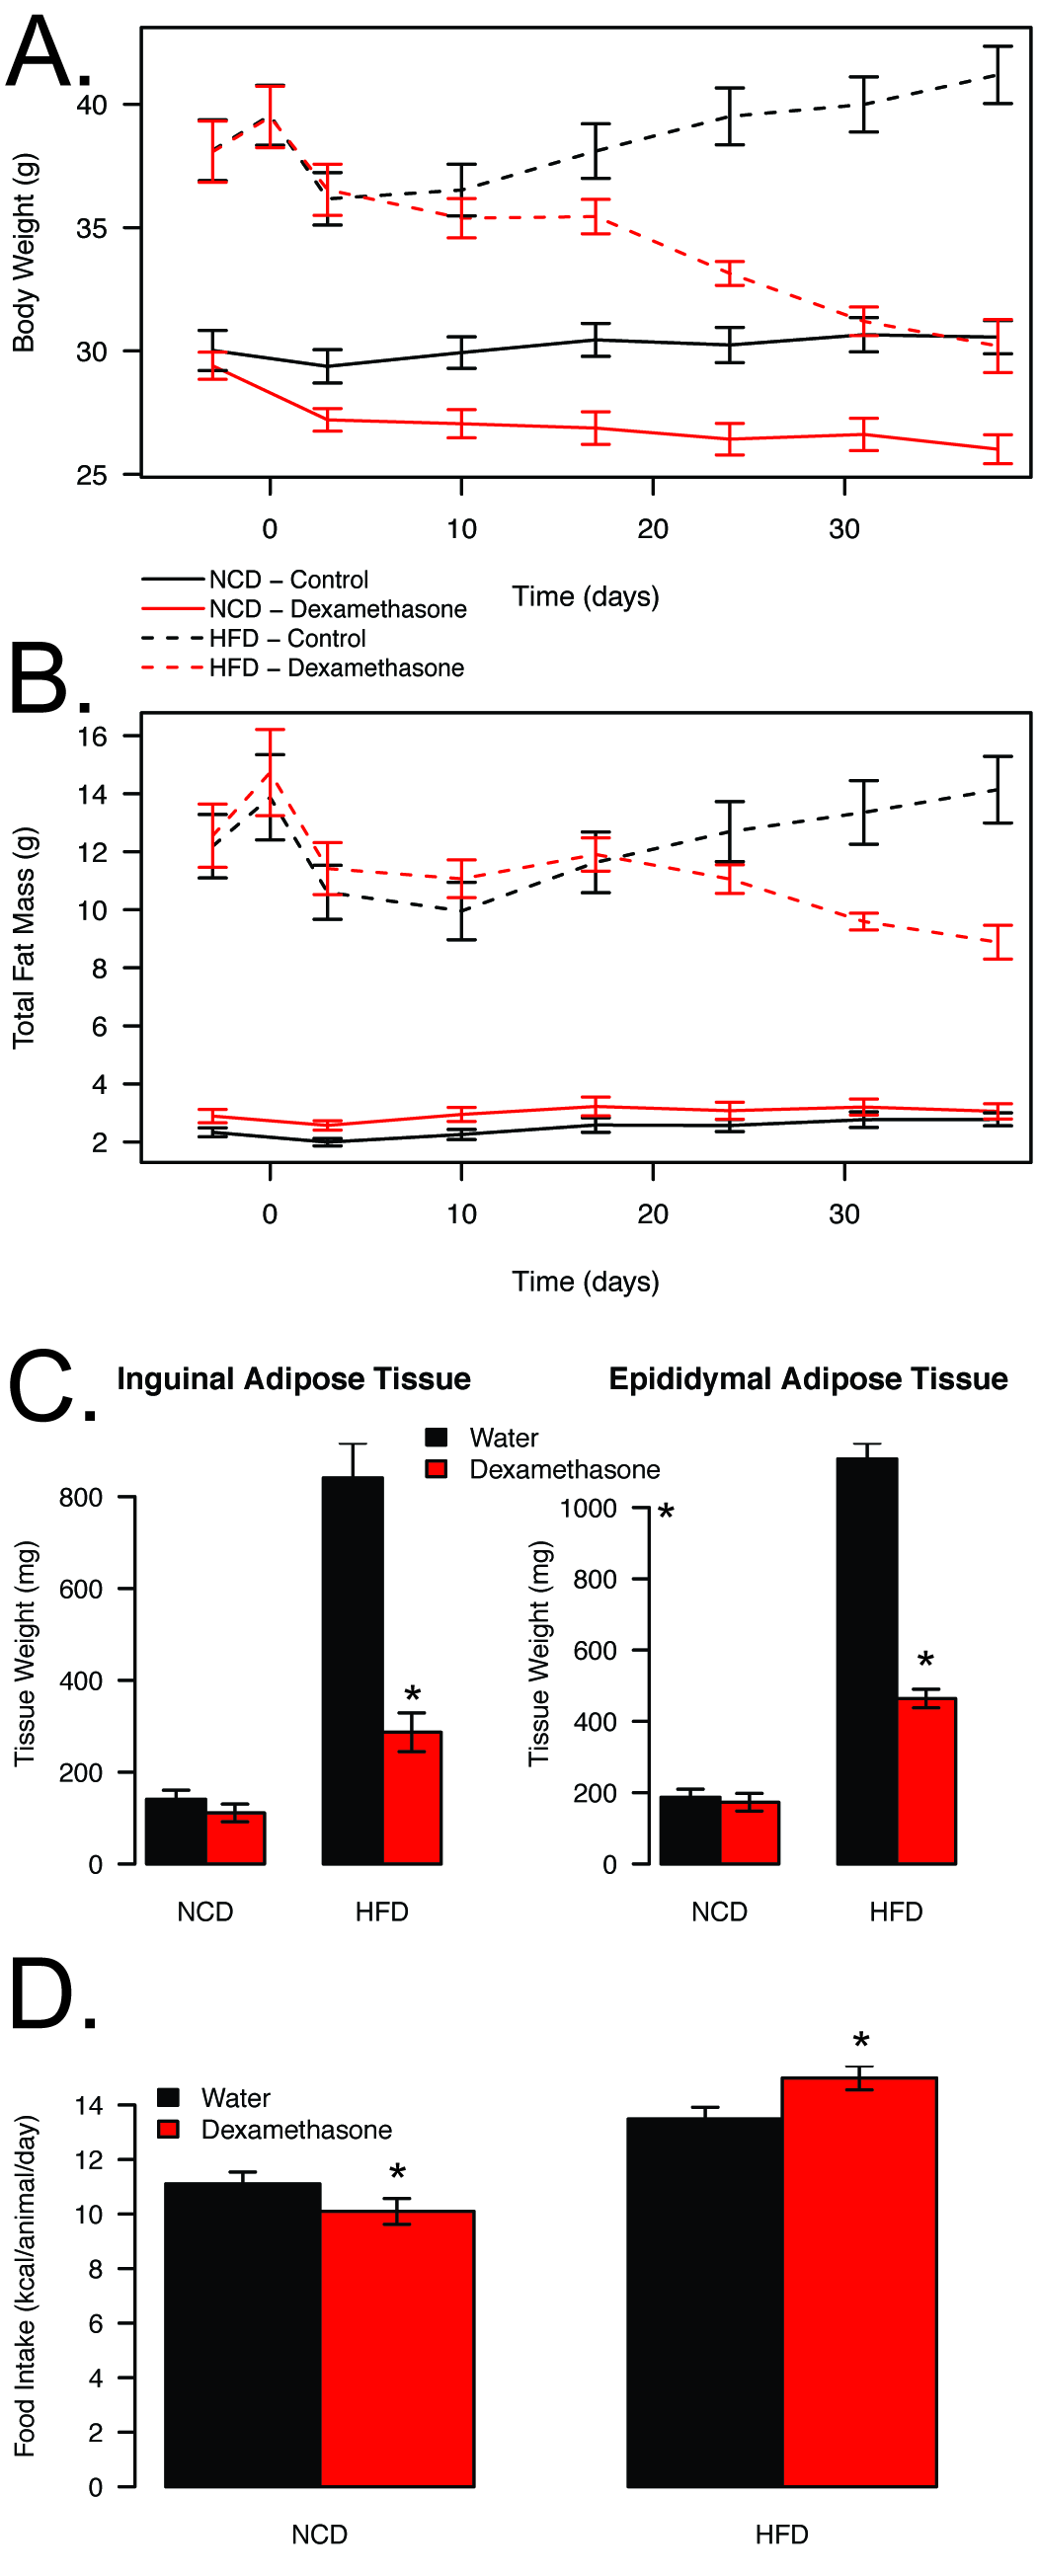 A.
Body Weight (g)
40
35
30
25
0 10 20 30
Time (days)
NCD – Control
NCD – Dexamethasone
HFD – Control
HFD – Dexamethasone
B.
Total Fat Mass (g)
16
14
12
10
8
6
4
2
0 10 20 30
Time (days)
C.
Inguinal Adipose Tissue
Epididymal Adipose Tissue
Water
Dexamethasone
Tissue Weight (mg)
800
600
400
200
0
*
NCD HFD
Tissue Weight (mg)
1000
800
600
400
200
0
*
*
NCD HFD
D.
Water
Dexamethasone
Food Intake (kcal/animal/day)
14
12
10
8
6
4
2
0
*
*
NCD HFD